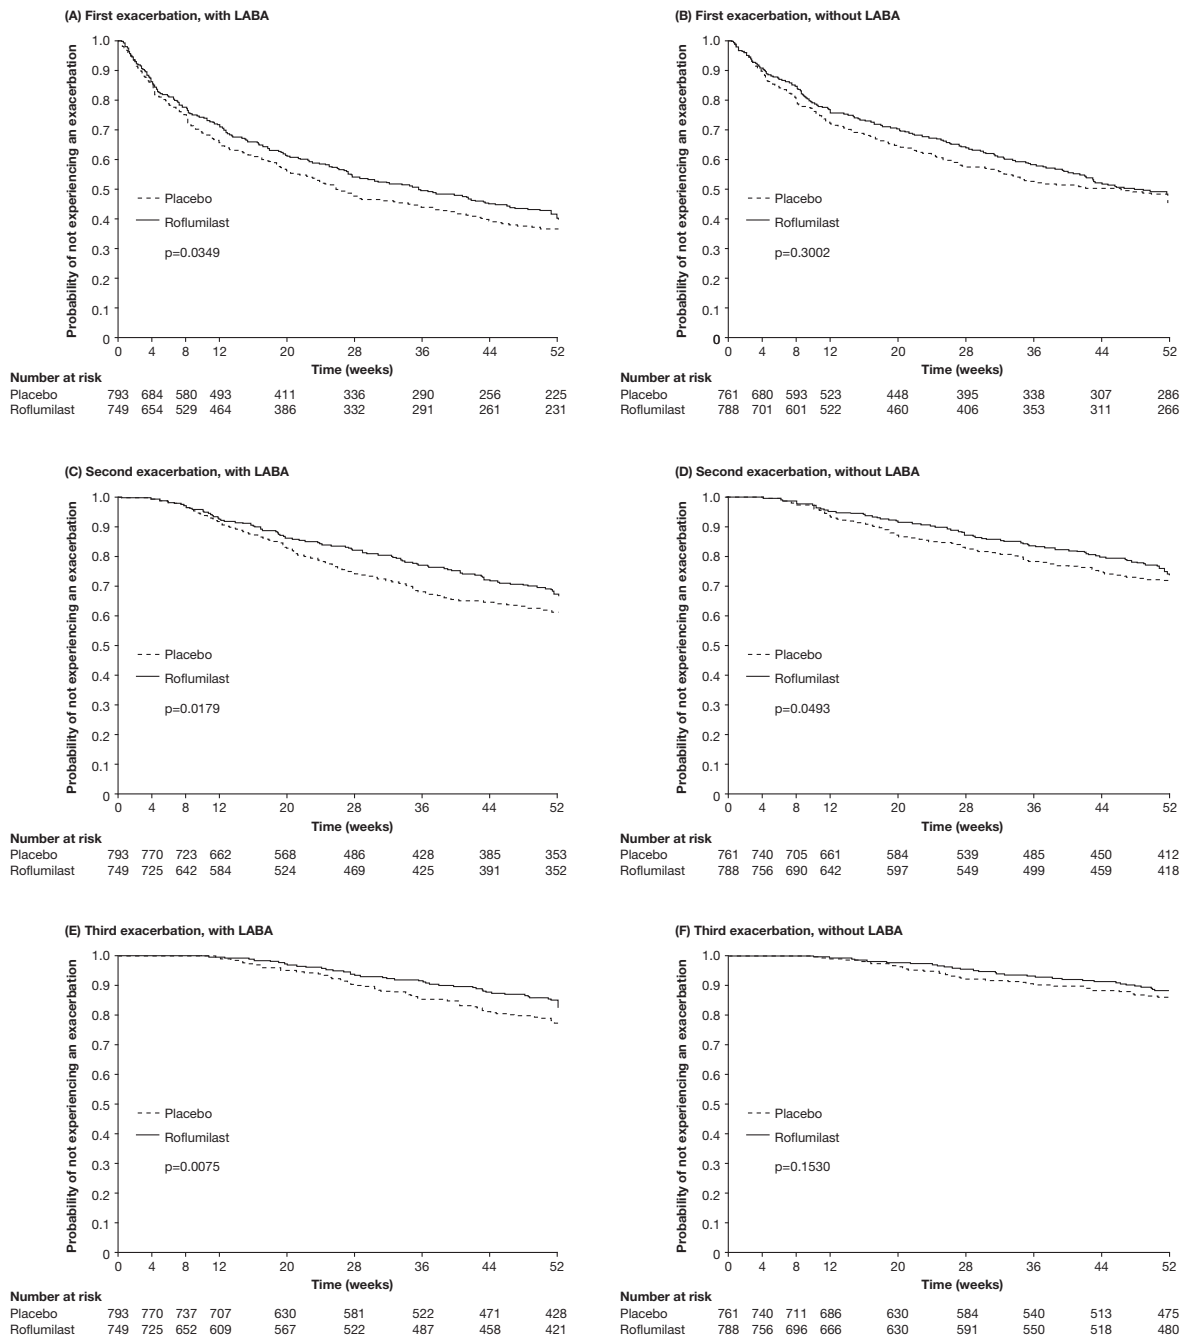 (A) First exacerbation, with LABA
Probability of not experiencing an exacerbation
1.0
0.9
0.8
0.7
0.6
0.5
0.4
0.3
0.2
0.1
0
Placebo
Roflumilast
p=0.0349
0 4 8 12 20 28 36 44 52
Time (weeks)
Number at risk
Placebo 793 684 580 493 411 336 290 256 225
Roflumilast 749 654 529 464 386 332 291 261 231
(B) First exacerbation, without LABA
Probability of not experiencing an exacerbation
1.0
0.9
0.8
0.7
0.6
0.5
0.4
0.3
0.2
0.1
0
Placebo
Roflumilast
p=0.3002
0 4 8 12 20 28 36 44 52
Time (weeks)
Number at risk
Placebo 761 680 593 523 448 395 338 307 286
Roflumilast 788 701 601 522 460 406 353 311 266
(C) Second exacerbation, with LABA
Probability of not experiencing an exacerbation
1.0
0.9
0.8
0.7
0.6
0.5
0.4
0.3
0.2
0.1
0
Placebo
Roflumilast
p=0.0179
0 4 8 12 20 28 36 44 52
Time (weeks)
Number at risk
Placebo 793 770 723 662 568 486 428 385 353
Roflumilast 749 725 642 584 524 469 425 391 352
(D) Second exacerbation, without LABA
Probability of not experiencing an exacerbation
1.0
0.9
0.8
0.7
0.6
0.5
0.4
0.3
0.2
0.1
0
Placebo
Roflumilast
p=0.0493
0 4 8 12 20 28 36 44 52
Time (weeks)
Number at risk
Placebo 761 740 705 661 584 539 485 450 412
Roflumilast 788 756 690 642 597 549 499 459 418
(E) Third exacerbation, with LABA
Probability of not experiencing an exacerbation
1.0
0.9
0.8
0.7
0.6
0.5
0.4
0.3
0.2
0.1
0
Placebo
Roflumilast
p=0.0075
0 4 8 12 20 28 36 44 52
Time (weeks)
Number at risk
Placebo 793 770 737 707 630 581 522 471 428
Roflumilast 749 725 652 609 567 522 487 458 421
(F) Third exacerbation, without LABA
Probability of not experiencing an exacerbation
1.0
0.9
0.8
0.7
0.6
0.5
0.4
0.3
0.2
0.1
0
Placebo
Roflumilast
p=0.1530
0 4 8 12 20 28 36 44 52
Time (weeks)
Number at risk
Placebo 761 740 711 686 630 584 540 513 475
Roflumilast 788 756 696 666 630 591 550 518 480